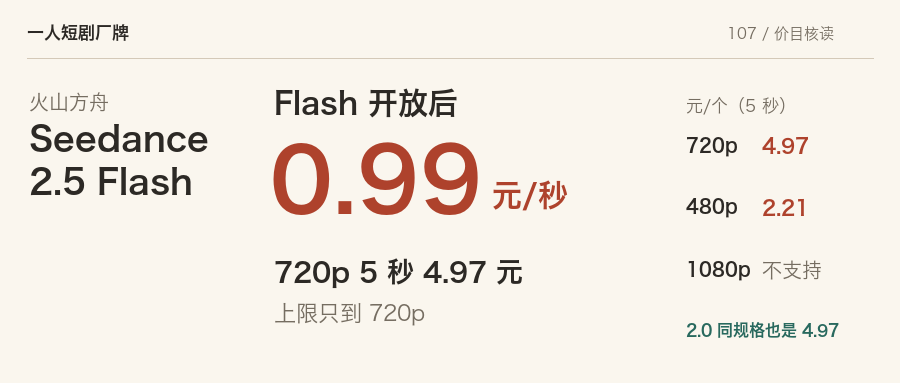 一人短剧厂牌
107 / 价目核读
火山方舟
Seedance
2.5 Flash
Flash 开放后
0.99 元/秒
720p 5 秒 4.97 元
上限只到 720p
元/个（5 秒）
720p 4.97
480p 2.21
1080p 不支持
2.0 同规格也是 4.97